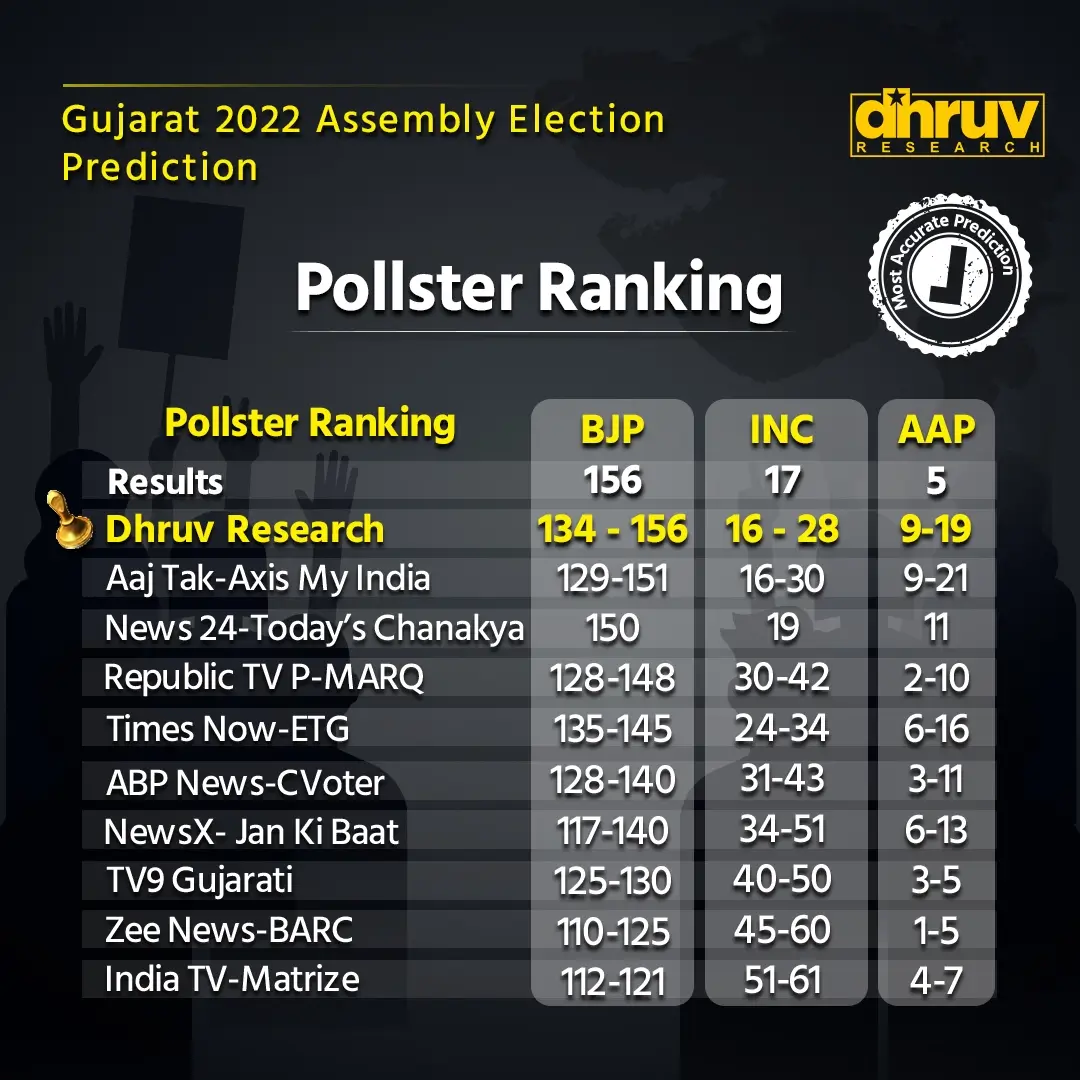 Gujarat 2022 Assembly Election
Prediction
dhruv
RESEARCH
Most Accurate Prediction
Pollster Ranking
Pollster Ranking BJP INC AAP
Results 156 17 5
Dhruv Research 134 - 156 16 - 28 9-19
Aaj Tak-Axis My India 129-151 16-30 9-21
News 24-Today's Chanakya 150 19 11
Republic TV P-MARQ 128-148 30-42 2-10
Times Now-ETG 135-145 24-34 6-16
ABP News-CVoter 128-140 31-43 3-11
NewsX- Jan Ki Baat 117-140 34-51 6-13
TV9 Gujarati 125-130 40-50 3-5
Zee News-BARC 110-125 45-60 1-5
India TV-Matrize 112-121 51-61 4-7